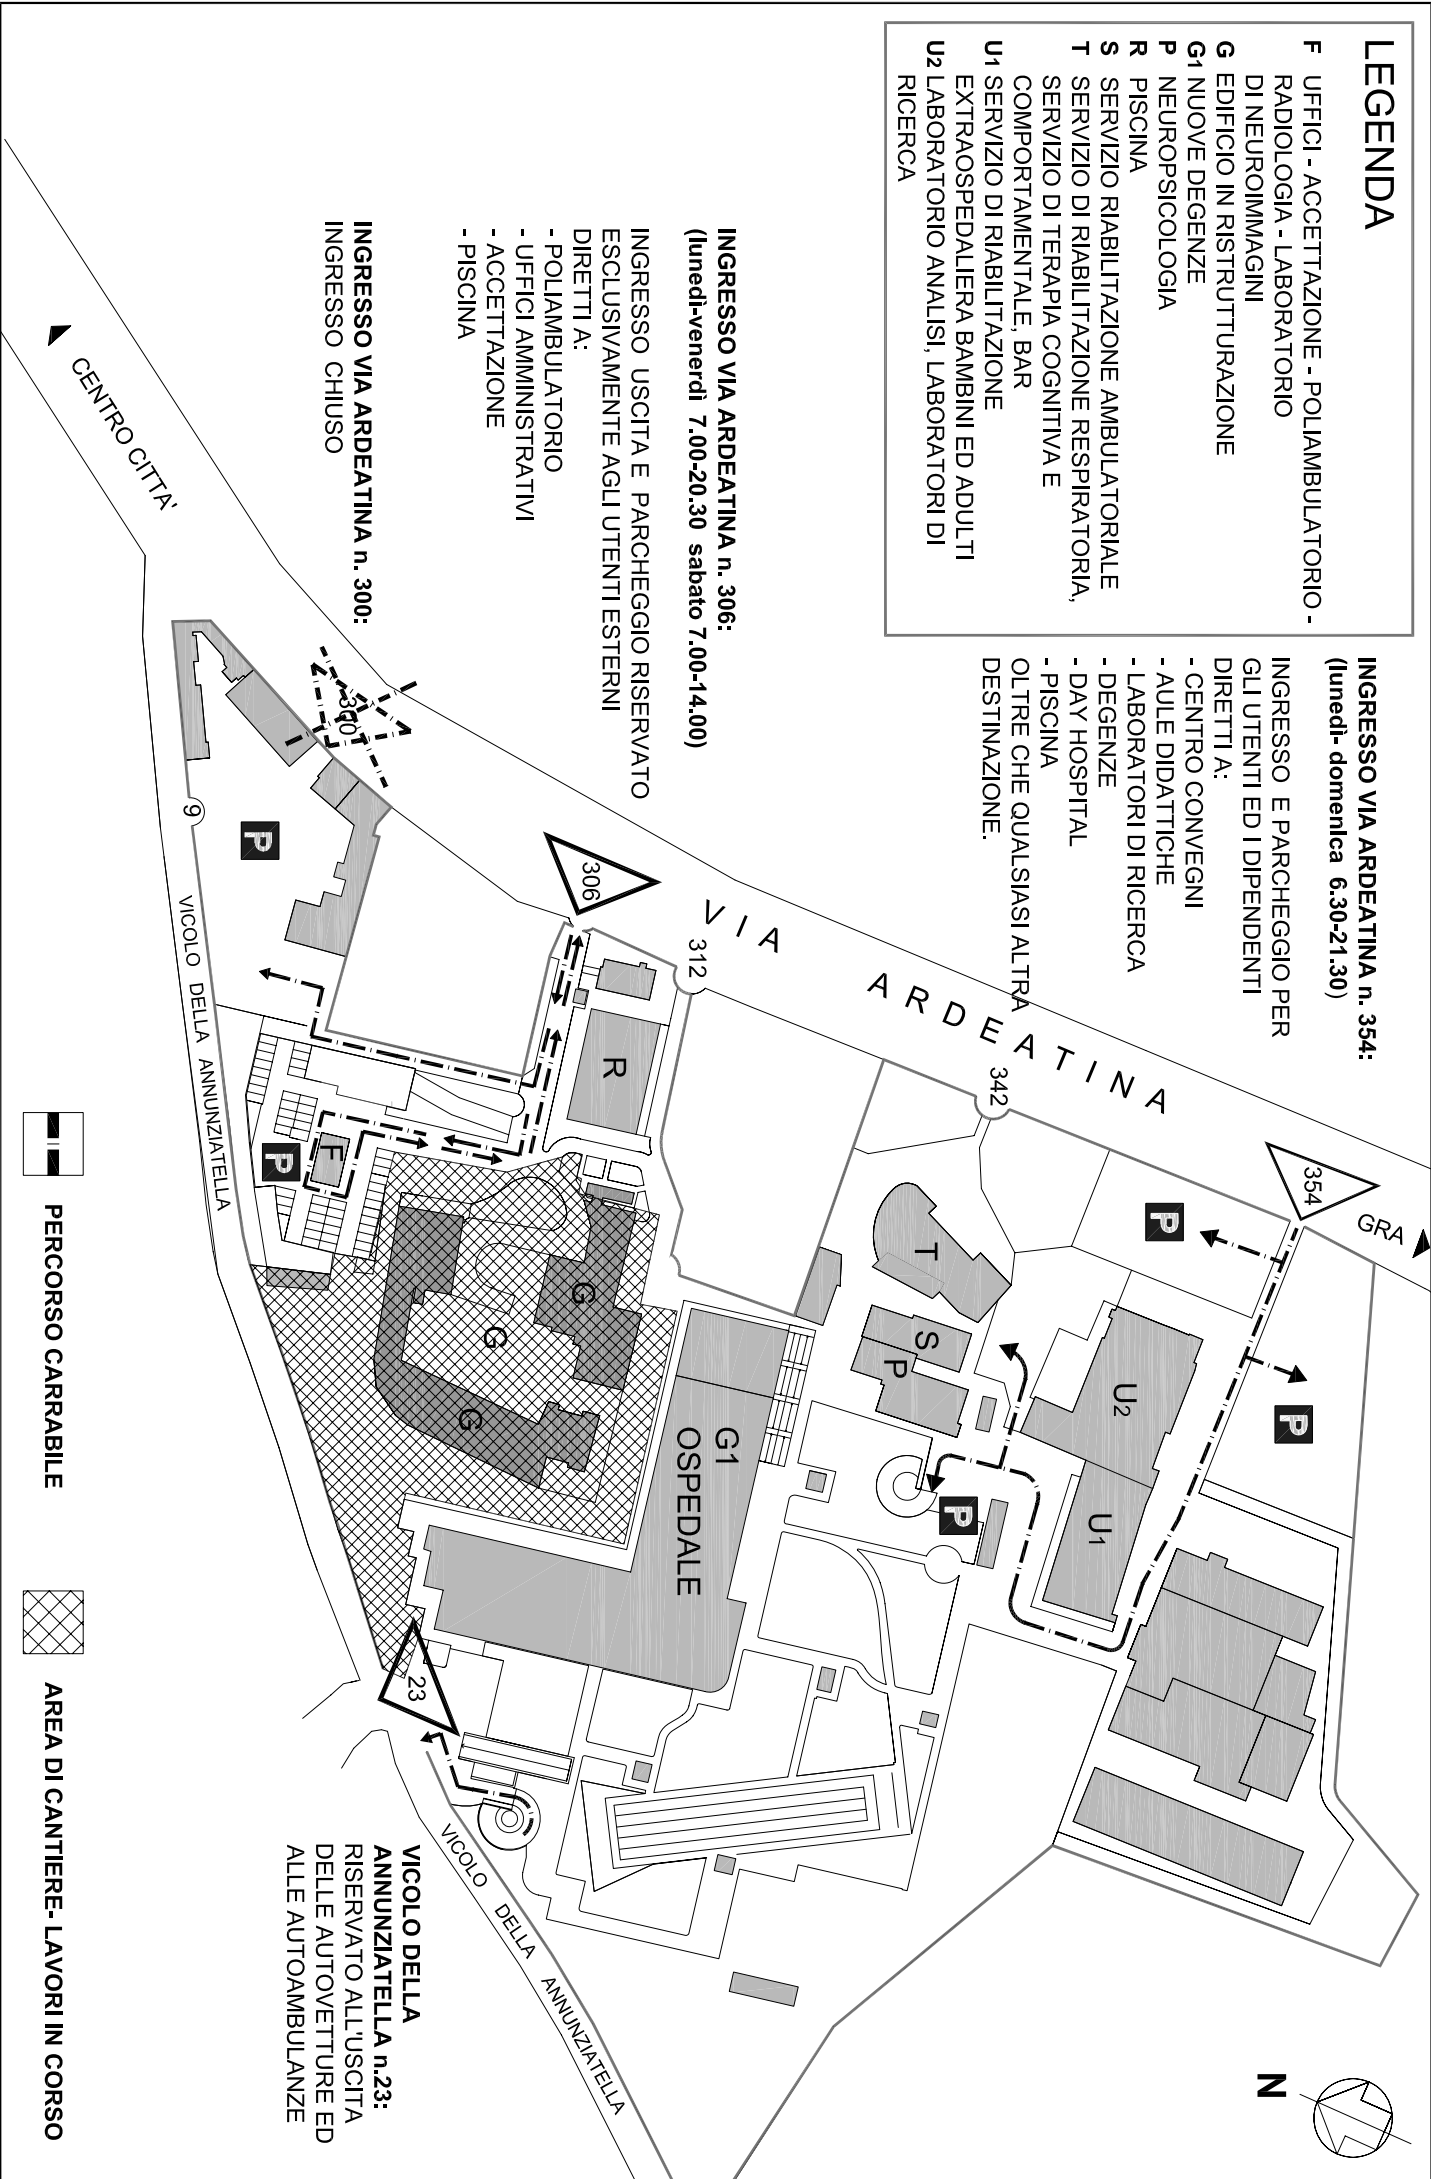 LEGENDA
F UFFICI - ACCETTAZIONE - POLIAMBULATORIO -
RADIOLOGIA - LABORATORIO
DI NEUROIMMAGINI
G EDIFICIO IN RISTRUTTURAZIONE
G1 NUOVE DEGENZE
P NEUROPSICOLOGIA
R PISCINA
S SERVIZIO RIABILITAZIONE AMBULATORIALE
T SERVIZIO DI RIABILITAZIONE RESPIRATORIA,
SERVIZIO DI TERAPIA COGNITIVA E
COMPORTAMENTALE, BAR
U1 SERVIZIO DI RIABILITAZIONE
EXTRAOSPEDALIERA BAMBINI ED ADULTI
U2 LABORATORIO ANALISI, LABORATORI DI
RICERCA
INGRESSO VIA ARDEATINA n. 354:
(lunedì- domenica 6.30-21.30)
INGRESSO E PARCHEGGIO PER
GLI UTENTI ED I DIPENDENTI
DIRETTI A:
- CENTRO CONVEGNI
- AULE DIDATTICHE
- LABORATORI DI RICERCA
- DEGENZE
- DAY HOSPITAL
- PISCINA
OLTRE CHE QUALSIASI ALTRA
DESTINAZIONE.
INGRESSO VIA ARDEATINA n. 306:
(lunedì-venerdì 7.00-20.30 sabato 7.00-14.00)
INGRESSO USCITA E PARCHEGGIO RISERVATO
ESCLUSIVAMENTE AGLI UTENTI ESTERNI
DIRETTI A:
- POLIAMBULATORIO
- UFFICI AMMINISTRATIVI
- ACCETTAZIONE
- PISCINA
INGRESSO VIA ARDEATINA n. 300:
INGRESSO CHIUSO
CENTRO CITTA'
300
306
312
VIA ARDEATINA
342
354
GRA
N
P
P
P
P
P
9
VICOLO DELLA ANNUNZIATELLA
R
F
T
S
P
U2
U1
G
G
G
G1
OSPEDALE
23
VICOLO DELLA ANNUNZIATELLA
VICOLO DELLA
ANNUNZIATELLA n.23:
RISERVATO ALL'USCITA
DELLE AUTOVETTURE ED
ALLE AUTOAMBULANZE
PERCORSO CARRABILE
AREA DI CANTIERE- LAVORI IN CORSO